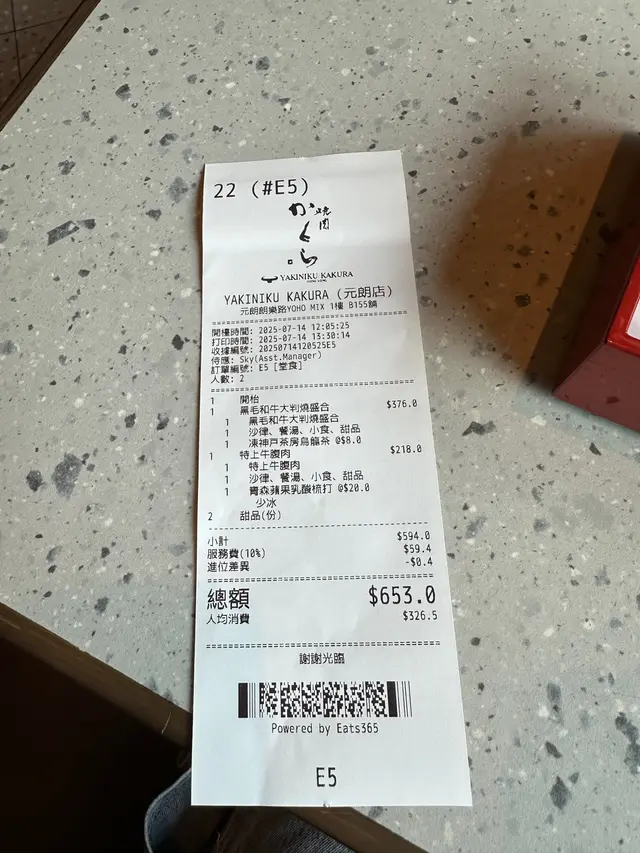 22 (#E5)
焼肉
かくら
YAKINIKU KAKURA
HONG KONG
YAKINIKU KAKURA (元朗店)
元朗朗樂路YOHO MIX 1樓 B155舖
開檯時間: 2025-07-14 12:05:25
打印時間: 2025-07-14 13:30:14
收據編號: 20250714120525E5
侍應: Sky(Asst.Manager)
訂單編號: E5 [堂食]
人數: 2
1 開枱
1 黑毛和牛大判燒盛合 $376.0
1 黑毛和牛大判燒盛合
1 沙律、餐湯、小食、甜品
1 凍神戸茶房烏龍茶 @$8.0
1 特上牛腹肉 $218.0
1 特上牛腹肉
1 沙律、餐湯、小食、甜品
1 青森蘋果乳酸梳打 @$20.0
少冰
2 甜品(份)
小計 $594.0
服務費(10%) $59.4
進位差異 -$0.4
總額 $653.0
人均消費 $326.5
謝謝光臨
Powered by Eats365
E5